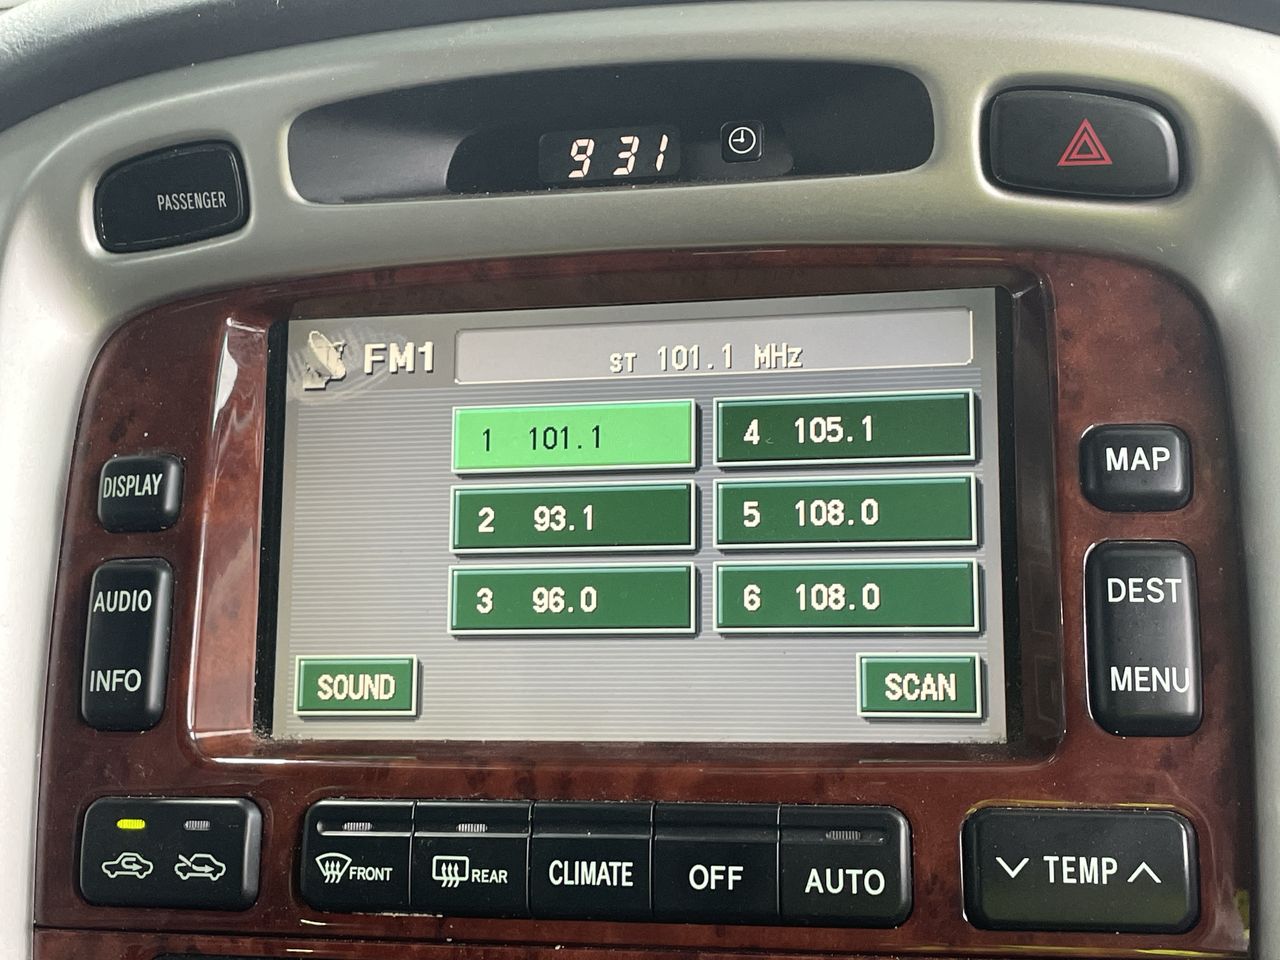 9 31
PASSENGER
FM1
ST 101.1 MHz
1 101.1
4 105.1
2 93.1
5 108.0
3 96.0
6 108.0
SOUND
SCAN
DISPLAY
AUDIO
INFO
MAP
DEST
MENU
FRONT
REAR
CLIMATE
OFF
AUTO
TEMP